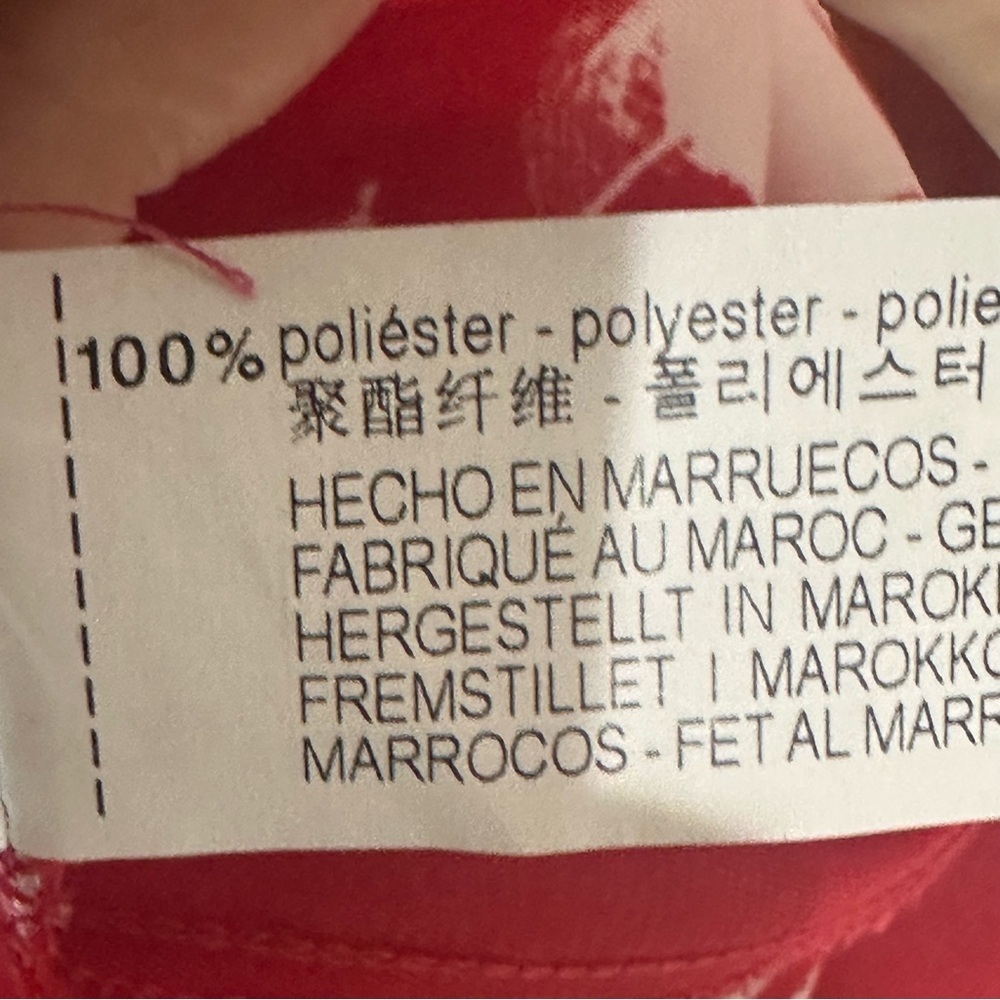 100% poliéster - polyester - polie
聚酯纤维 - 폴리에스터
HECHO EN MARRUECOS -
FABRIQUÉ AU MAROC - GE
HERGESTELLT IN MAROK
FREMSTILLET I MAROKKO
MARROCOS - FET AL MARR